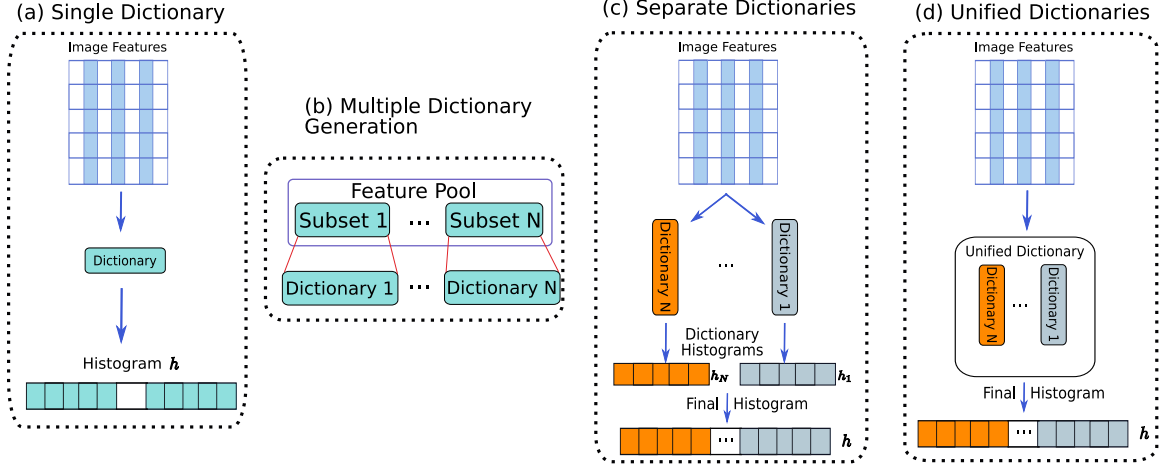 (a) Single Dictionary
Image Features
Dictionary
Histogram h
(b) Multiple Dictionary
Generation
Feature Pool
Subset 1 ... Subset N
Dictionary 1 ... Dictionary N
(c) Separate Dictionaries
Image Features
Dictionary N ... Dictionary 1
Dictionary
Histograms
hN h1
Final Histogram
... h
(d) Unified Dictionaries
Image Features
Unified Dictionary
Dictionary N ... Dictionary 1
Final Histogram
... h